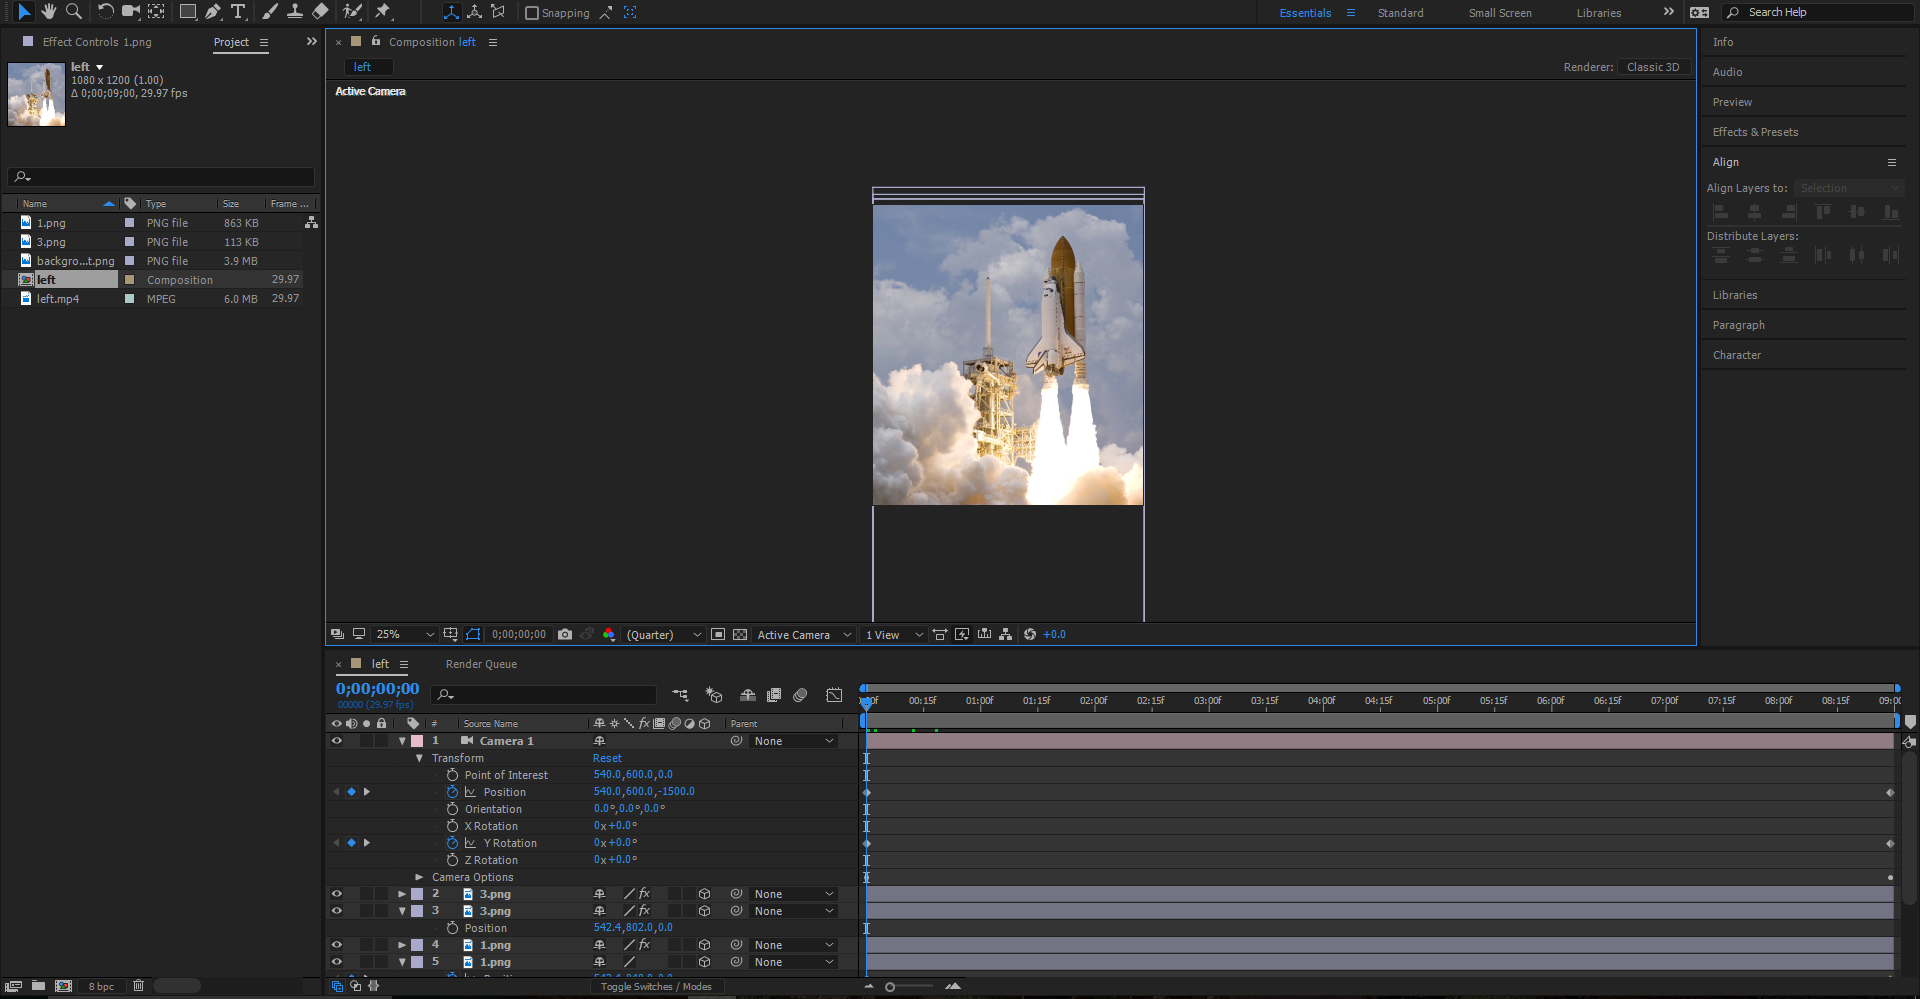 Snapping
Essentials
Standard
Small Screen
Libraries
Search Help
Effect Controls 1.png
Project
left
1080 x 1200 (1.00)
Δ 0;00;09;00, 29.97 fps
Name Type Size Frame ...
1.png PNG file 863 KB
3.png PNG file 113 KB
backgro...t.png PNG file 3.9 MB
left Composition 29.97
left.mp4 MPEG 6.0 MB 29.97
8 bpc
Composition left
left
Renderer: Classic 3D
Active Camera
25%
0;00;00;00
(Quarter)
Active Camera
1 View
+0.0
Info
Audio
Preview
Effects & Presets
Align
Align Layers to: Selection
Distribute Layers:
Libraries
Paragraph
Character
left
Render Queue
0;00;00;00
00000 (29.97 fps)
:00f 00:15f 01:00f 01:15f 02:00f 02:15f 03:00f 03:15f 04:00f 04:15f 05:00f 05:15f 06:00f 06:15f 07:00f 07:15f 08:00f 08:15f 09:00
# Source Name fx Parent
1 Camera 1 None
Transform Reset
Point of Interest 540.0,600.0,0.0
Position 540.0,600.0,-1500.0
Orientation 0.0°,0.0°,0.0°
X Rotation 0x+0.0°
Y Rotation 0x+0.0°
Z Rotation 0x+0.0°
Camera Options
2 3.png fx None
3 3.png fx None
Position 542.4,802.0,0.0
4 1.png fx None
5 1.png None
Toggle Switches / Modes